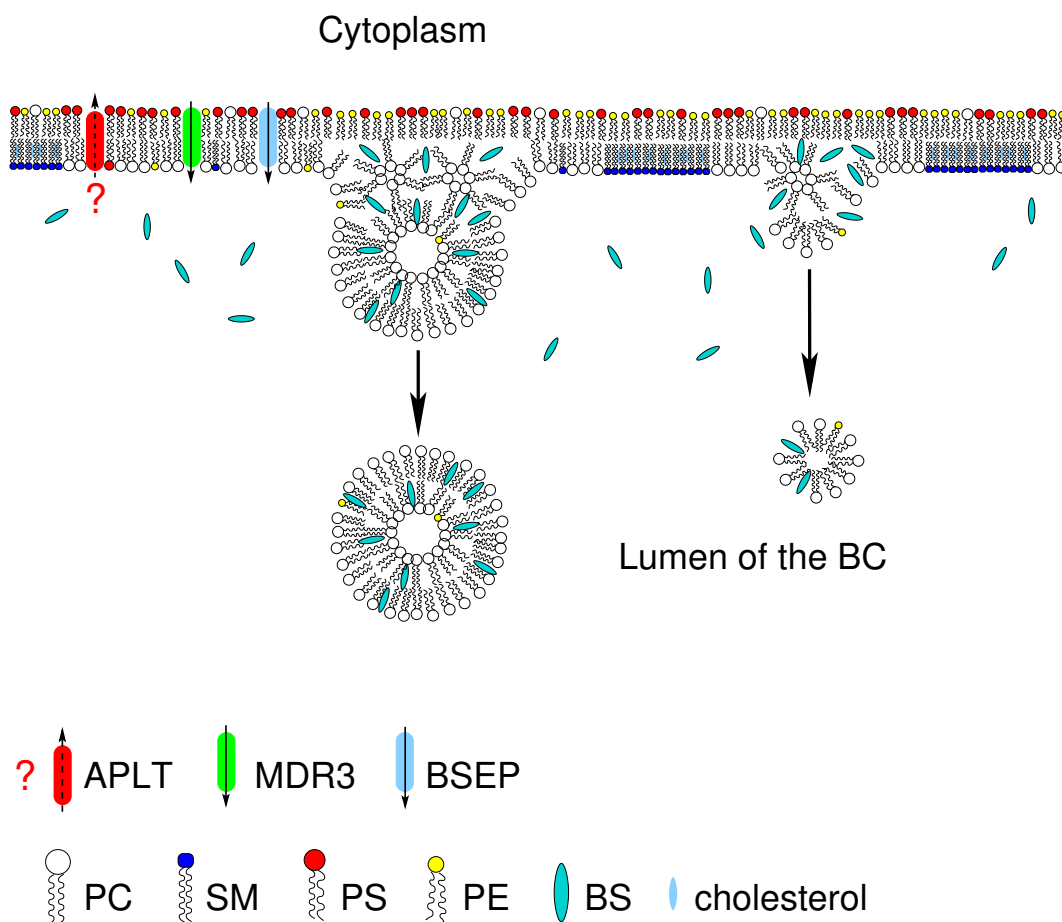 Cytoplasm
?
Lumen of the BC
? APLT MDR3 BSEP
PC SM PS PE BS cholesterol